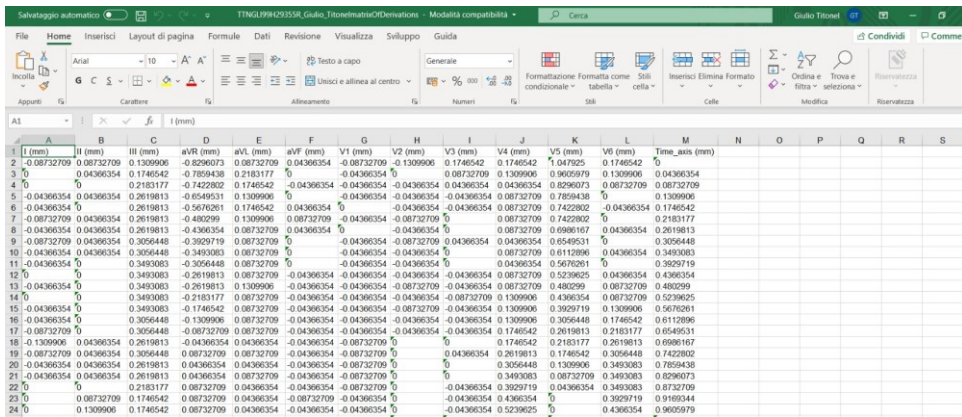 Salvataggio automatico TTNGLI99H29355R_Giulio_TitonelmatrixOfDerivations - Modalità compatibilità Cerca Giulio Titonel GT
File Home Inserisci Layout di pagina Formule Dati Revisione Visualizza Sviluppo Guida Condividi Comme
Incolla Arial 10 Testo a capo Generale Formattazione condizionale Formatta come tabella Stili cella Inserisci Elimina Formato Ordina e filtra Trova e seleziona Riservatezza
G C S Unisci e allinea al centro % 000
Appunti Carattere Allineamento Numeri Stili Celle Modifica Riservatezza
A1 fx I (mm)
A B C D E F G H I J K L M N O P Q R S
1 I (mm) II (mm) III (mm) aVR (mm) aVL (mm) aVF (mm) V1 (mm) V2 (mm) V3 (mm) V4 (mm) V5 (mm) V6 (mm) Time_axis (mm)
2 -0.08732709 0.08732709 0.1309906 -0.8296073 0.08732709 0.04366354 -0.08732709 -0.1309906 0.1746542 0.1746542 1.047925 0.1746542 0
3 0 0.04366354 0.1746542 -0.7859438 0.2183177 0 -0.04366354 0 0.08732709 0.1309906 0.9605979 0.1309906 0.04366354
4 0 0 0.2183177 -0.7422802 0.1746542 -0.04366354 -0.04366354 -0.04366354 0.04366354 0.04366354 0.8296073 0.08732709 0.08732709
5 -0.04366354 0.04366354 0.2619813 -0.6549531 0.1309906 0 -0.04366354 -0.04366354 0.04366354 0.08732709 0.7859438 0 0.1309906
6 -0.04366354 0 0.2619813 -0.5676261 0.1746542 0.04366354 0 -0.04366354 0.04366354 0.08732709 0.7422802 -0.04366354 0.1746542
7 -0.08732709 0.04366354 0.2619813 -0.480299 0.1309906 0.08732709 -0.04366354 -0.08732709 0 0.08732709 0.7422802 0 0.2183177
8 -0.04366354 0.04366354 0.2619813 -0.4366354 0.08732709 0.04366354 0 -0.04366354 0 0.08732709 0.6986167 0.04366354 0.2619813
9 -0.08732709 0.04366354 0.3056448 -0.3929719 0.08732709 0 -0.04366354 -0.08732709 0.04366354 0.04366354 0.6549531 0 0.3056448
10 -0.04366354 0.04366354 0.3056448 -0.3493083 0.08732709 0 -0.04366354 -0.04366354 0 0.08732709 0.6112896 0.04366354 0.3493083
11 -0.04366354 0 0.3493083 -0.3056448 0.08732709 0 -0.04366354 -0.04366354 0 0.04366354 0.5676261 0 0.3929719
12 0 0 0.3493083 -0.2619813 0.08732709 -0.04366354 -0.04366354 -0.04366354 -0.04366354 0.08732709 0.5239625 0.04366354 0.4366354
13 -0.04366354 0 0.3493083 -0.2619813 0.1309906 -0.04366354 -0.04366354 -0.08732709 -0.04366354 0.08732709 0.480299 0.08732709 0.480299
14 0 0 0.3493083 -0.2183177 0.08732709 -0.04366354 -0.04366354 -0.04366354 -0.08732709 0.1309906 0.4366354 0.08732709 0.5239625
15 -0.04366354 0 0.3493083 -0.1746542 0.08732709 -0.04366354 -0.04366354 -0.08732709 -0.04366354 0.1309906 0.3929719 0.1309906 0.5676261
16 -0.04366354 0 0.3056448 -0.1309906 0.08732709 -0.04366354 -0.04366354 -0.04366354 -0.04366354 0.1309906 0.3056448 0.1746542 0.6112896
17 -0.08732709 0 0.3056448 -0.08732709 0.08732709 -0.04366354 -0.04366354 -0.04366354 -0.04366354 0.1746542 0.2619813 0.2183177 0.6549531
18 -0.1309906 0.04366354 0.2619813 -0.04366354 0.04366354 -0.04366354 -0.08732709 0 0 0.1746542 0.2183177 0.2619813 0.6986167
19 -0.08732709 0.04366354 0.3056448 0.08732709 0.08732709 -0.04366354 -0.08732709 0 0.04366354 0.2619813 0.1746542 0.3056448 0.7422802
20 -0.04366354 0.04366354 0.2619813 0.04366354 0.04366354 -0.04366354 -0.08732709 0 0 0.3056448 0.1309906 0.3493083 0.7859438
21 -0.04366354 0.04366354 0.2619813 0.08732709 0.04366354 -0.04366354 -0.08732709 0 0 0.3493083 0.08732709 0.3493083 0.8296073
22 0 0 0.2183177 0.08732709 0.04366354 -0.04366354 -0.08732709 0 -0.04366354 0.3929719 0.04366354 0.3493083 0.8732709
23 0 0.08732709 0.1746542 0.08732709 0.04366354 -0.08732709 -0.04366354 0 -0.04366354 0.4366354 0 0.3929719 0.9169344
24 0 0.1309906 0.1746542 0.08732709 0.04366354 -0.04366354 -0.04366354 0 -0.04366354 0.5239625 0 0.4366354 0.9605979